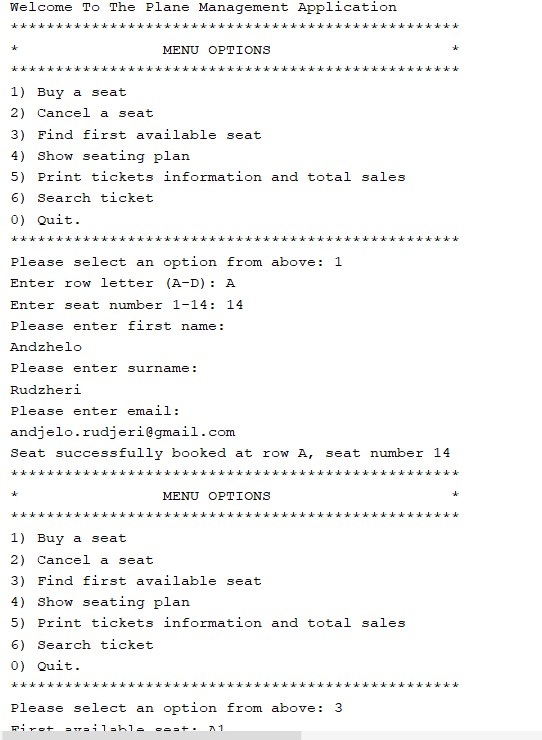 Welcome To The Plane Management Application
**************************************************
*                MENU OPTIONS                    *
**************************************************
1) Buy a seat
2) Cancel a seat
3) Find first available seat
4) Show seating plan
5) Print tickets information and total sales
6) Search ticket
0) Quit.
**************************************************
Please select an option from above: 1
Enter row letter (A-D): A
Enter seat number 1-14: 14
Please enter first name:
Andzhelo
Please enter surname:
Rudzheri
Please enter email:
andjelo.rudjeri@gmail.com
Seat successfully booked at row A, seat number 14
**************************************************
*                MENU OPTIONS                    *
**************************************************
1) Buy a seat
2) Cancel a seat
3) Find first available seat
4) Show seating plan
5) Print tickets information and total sales
6) Search ticket
0) Quit.
**************************************************
Please select an option from above: 3
First available seat: A1